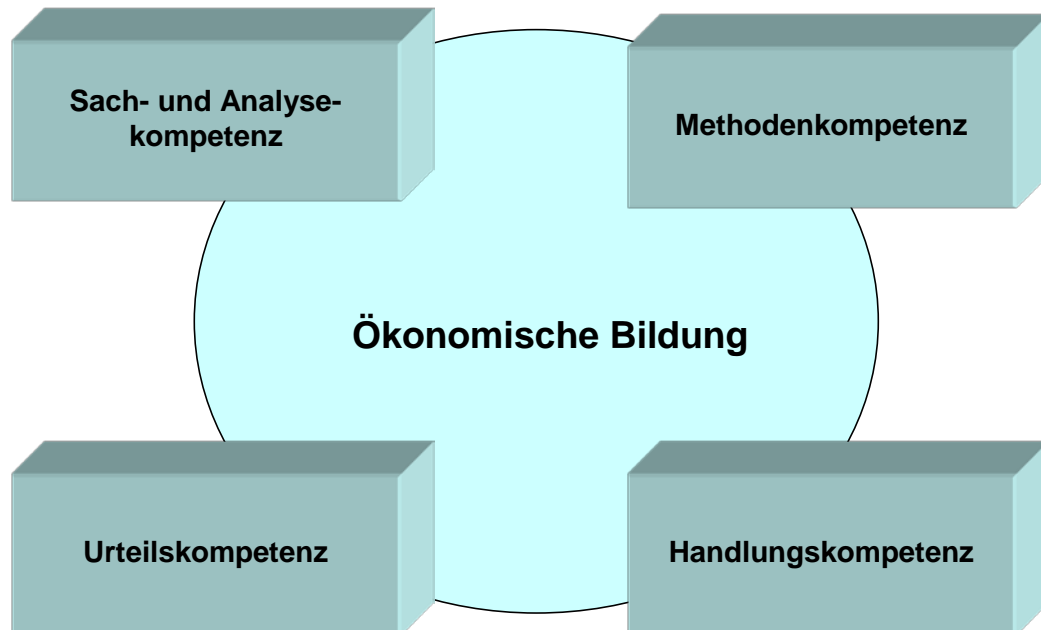 Sach- und Analyse-
kompetenz
Methodenkompetenz
Ökonomische Bildung
Urteilskompetenz
Handlungskompetenz